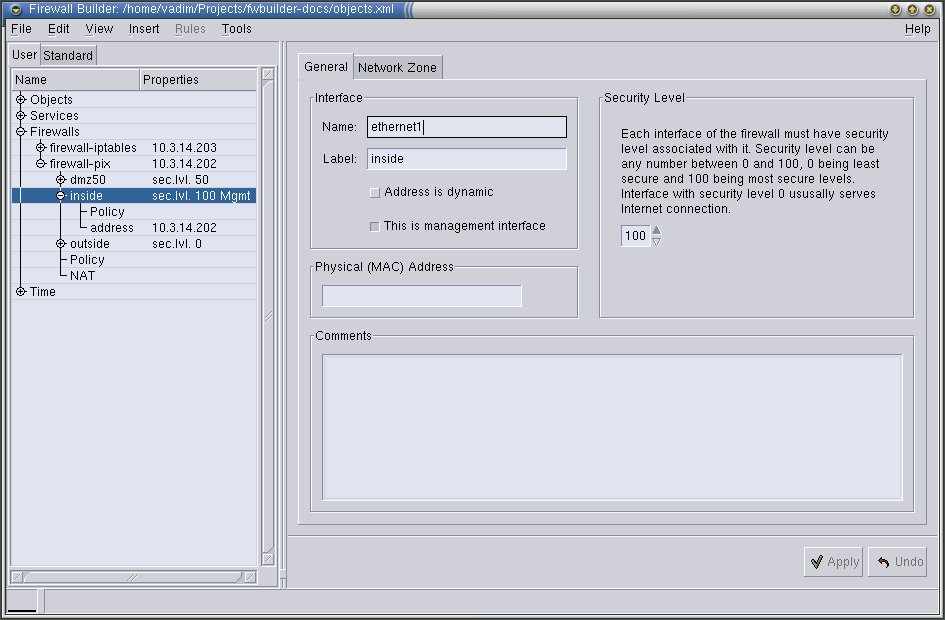 Firewall Builder: /home/vadim/Projects/fwbuilder-docs/objects.xml
File Edit View Insert Rules Tools Help
User Standard
Name Properties
Objects
Services
Firewalls
firewall-iptables 10.3.14.203
firewall-pix 10.3.14.202
dmz50 sec.lvl. 50
inside sec.lvl. 100 Mgmt
Policy
address 10.3.14.202
outside sec.lvl. 0
Policy
NAT
Time
General Network Zone
Interface
Name: ethernet1
Label: inside
Address is dynamic
This is management interface
Physical (MAC) Address
Security Level
Each interface of the firewall must have security
level associated with it. Security level can be
any number between 0 and 100, 0 being least
secure and 100 being most secure levels.
Interface with security level 0 ususally serves
Internet connection.
100
Comments
Apply Undo